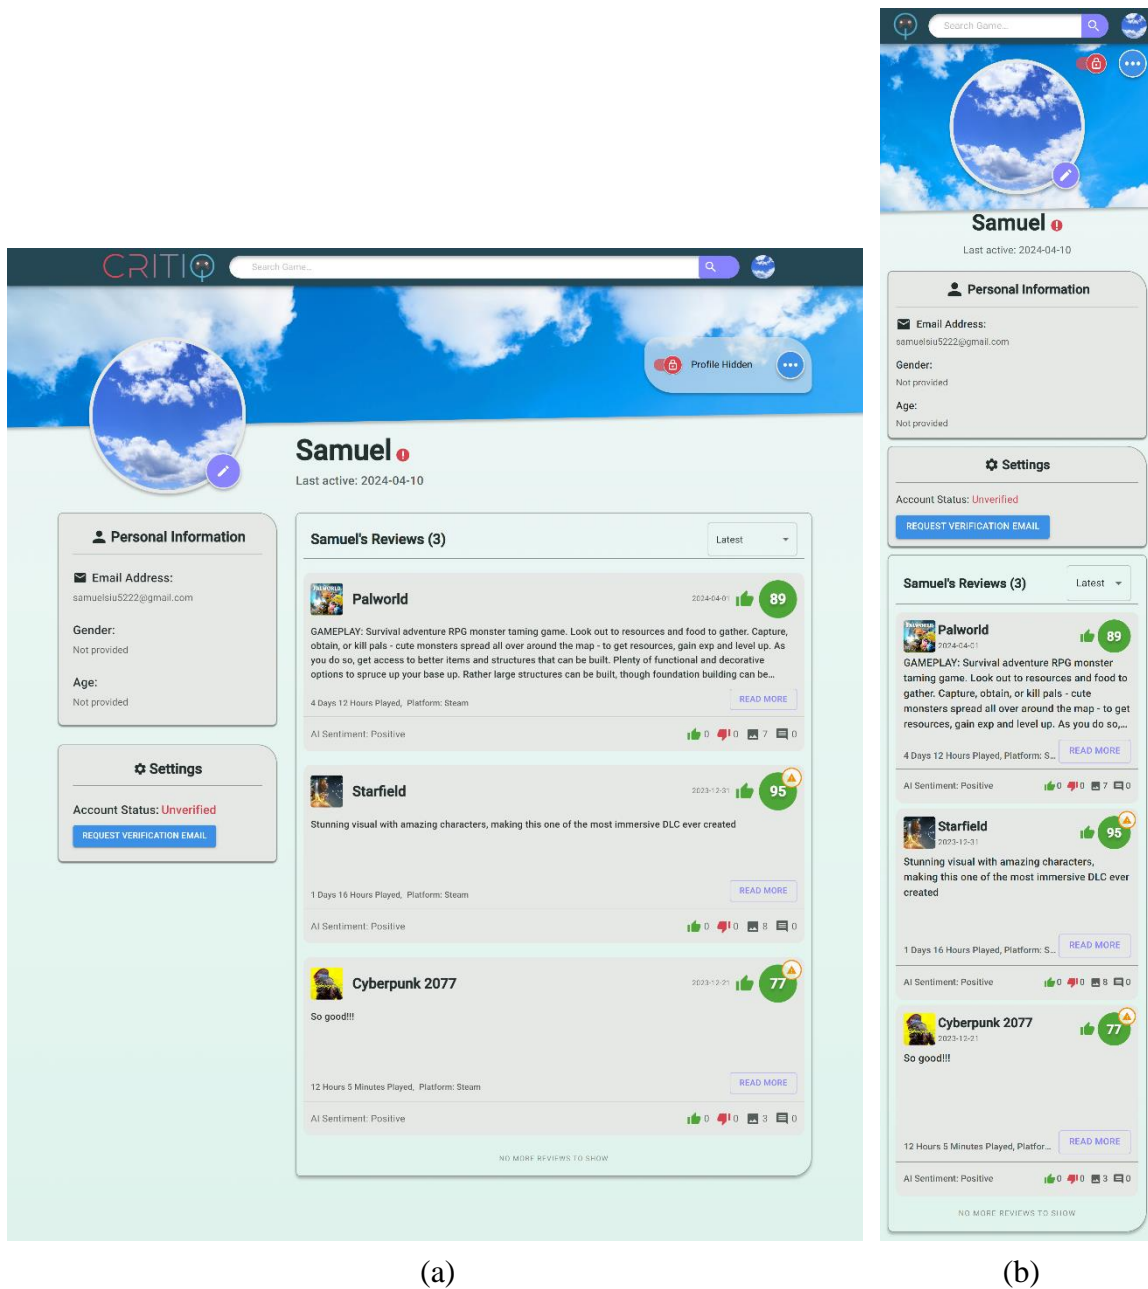 CRITIQ
Search Game...
Profile Hidden
Samuel
Last active: 2024-04-10
Personal Information
Email Address:
samuelsiu5222@gmail.com
Gender:
Not provided
Age:
Not provided
Settings
Account Status: Unverified
REQUEST VERIFICATION EMAIL
Samuel's Reviews (3)
Latest
Palworld
2024-04-01
89
GAMEPLAY: Survival adventure RPG monster taming game. Look out to resources and food to gather. Capture,
obtain, or kill pals - cute monsters spread all over around the map - to get resources, gain exp and level up. As
you do so, get access to better items and structures that can be built. Plenty of functional and decorative
options to spruce up your base up. Rather large structures can be built, though foundation building can be...
4 Days 12 Hours Played, Platform: Steam
READ MORE
AI Sentiment: Positive
0 0 7 0
Starfield
2023-12-31
95
Stunning visual with amazing characters, making this one of the most immersive DLC ever created
1 Days 16 Hours Played, Platform: Steam
READ MORE
AI Sentiment: Positive
0 0 8 0
Cyberpunk 2077
2023-12-21
77
So good!!!
12 Hours 5 Minutes Played, Platform: Steam
READ MORE
AI Sentiment: Positive
0 0 3 0
NO MORE REVIEWS TO SHOW
(a)
Search Game...
Samuel
Last active: 2024-04-10
Personal Information
Email Address:
samuelsiu5222@gmail.com
Gender:
Not provided
Age:
Not provided
Settings
Account Status: Unverified
REQUEST VERIFICATION EMAIL
Samuel's Reviews (3)
Latest
Palworld
2024-04-01
89
GAMEPLAY: Survival adventure RPG monster
taming game. Look out to resources and food to
gather. Capture, obtain, or kill pals - cute
monsters spread all over around the map - to get
resources, gain exp and level up. As you do so,...
4 Days 12 Hours Played, Platform: S...
READ MORE
AI Sentiment: Positive
0 0 7 0
Starfield
2023-12-31
95
Stunning visual with amazing characters,
making this one of the most immersive DLC ever
created
1 Days 16 Hours Played, Platform: S...
READ MORE
AI Sentiment: Positive
0 0 8 0
Cyberpunk 2077
2023-12-21
77
So good!!!
12 Hours 5 Minutes Played, Platfor...
READ MORE
AI Sentiment: Positive
0 0 3 0
NO MORE REVIEWS TO SHOW
(b)